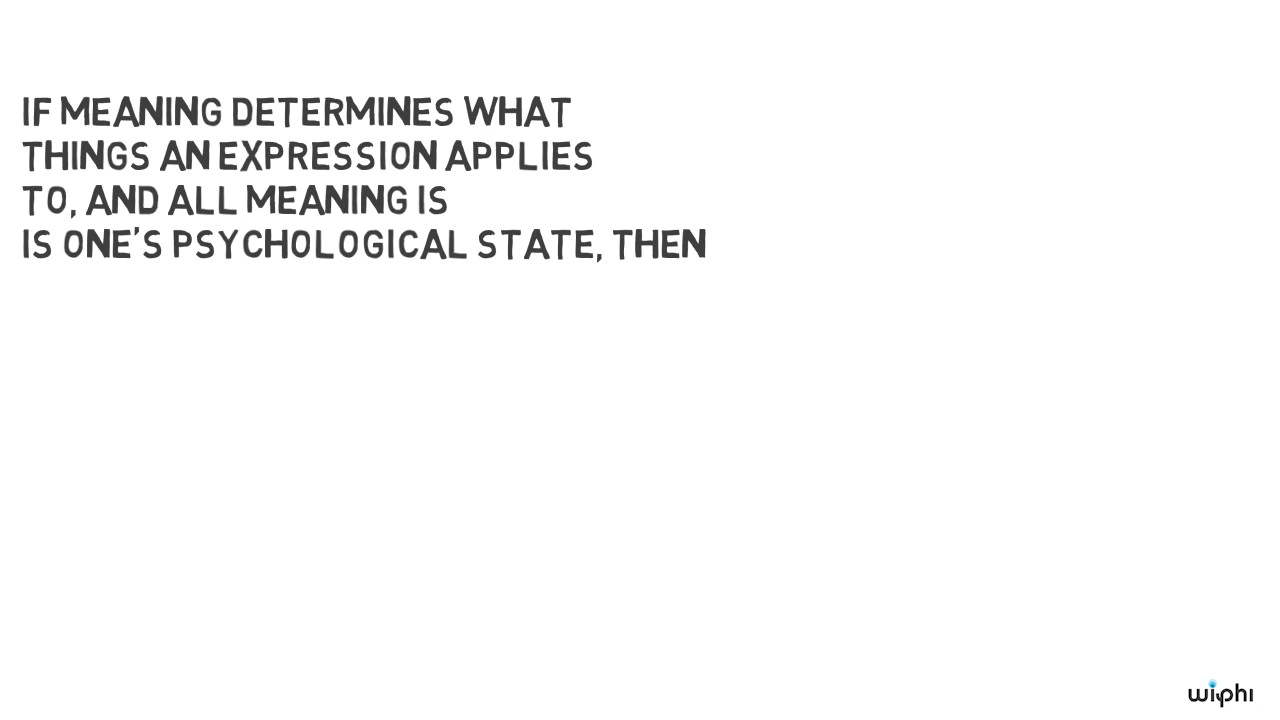 IF MEANING DETERMINES WHAT
THINGS AN EXPRESSION APPLIES
TO, AND ALL MEANING IS
IS ONE'S PSYCHOLOGICAL STATE, THEN
wiphi